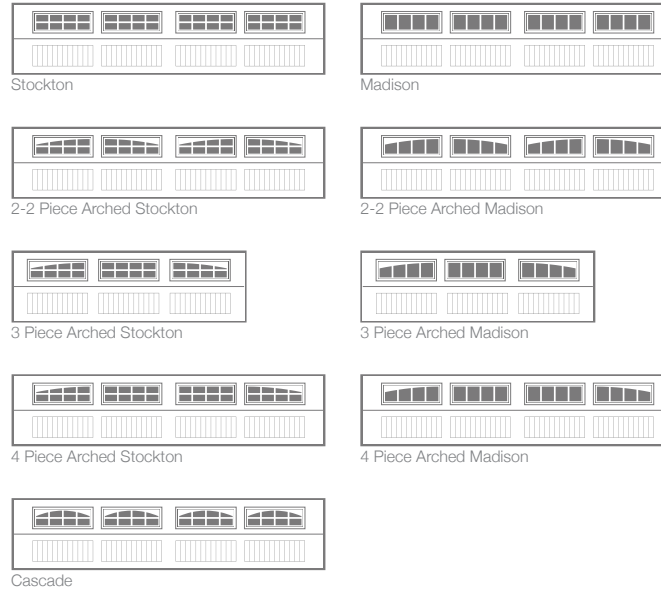 Stockton
Madison
2-2 Piece Arched Stockton
2-2 Piece Arched Madison
3 Piece Arched Stockton
3 Piece Arched Madison
4 Piece Arched Stockton
4 Piece Arched Madison
Cascade